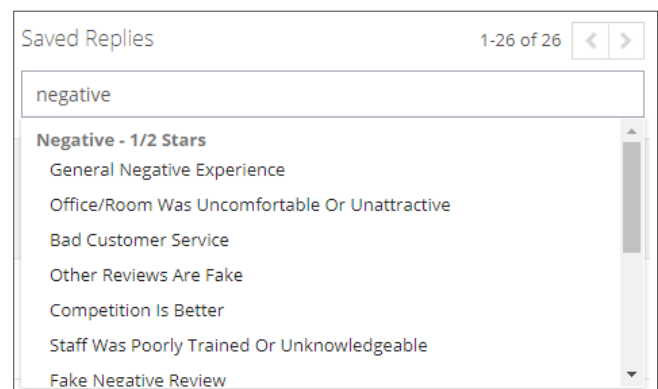 Saved Replies 1-26 of 26
negative
Negative - 1/2 Stars
General Negative Experience
Office/Room Was Uncomfortable Or Unattractive
Bad Customer Service
Other Reviews Are Fake
Competition Is Better
Staff Was Poorly Trained Or Unknowledgeable
Fake Negative Review